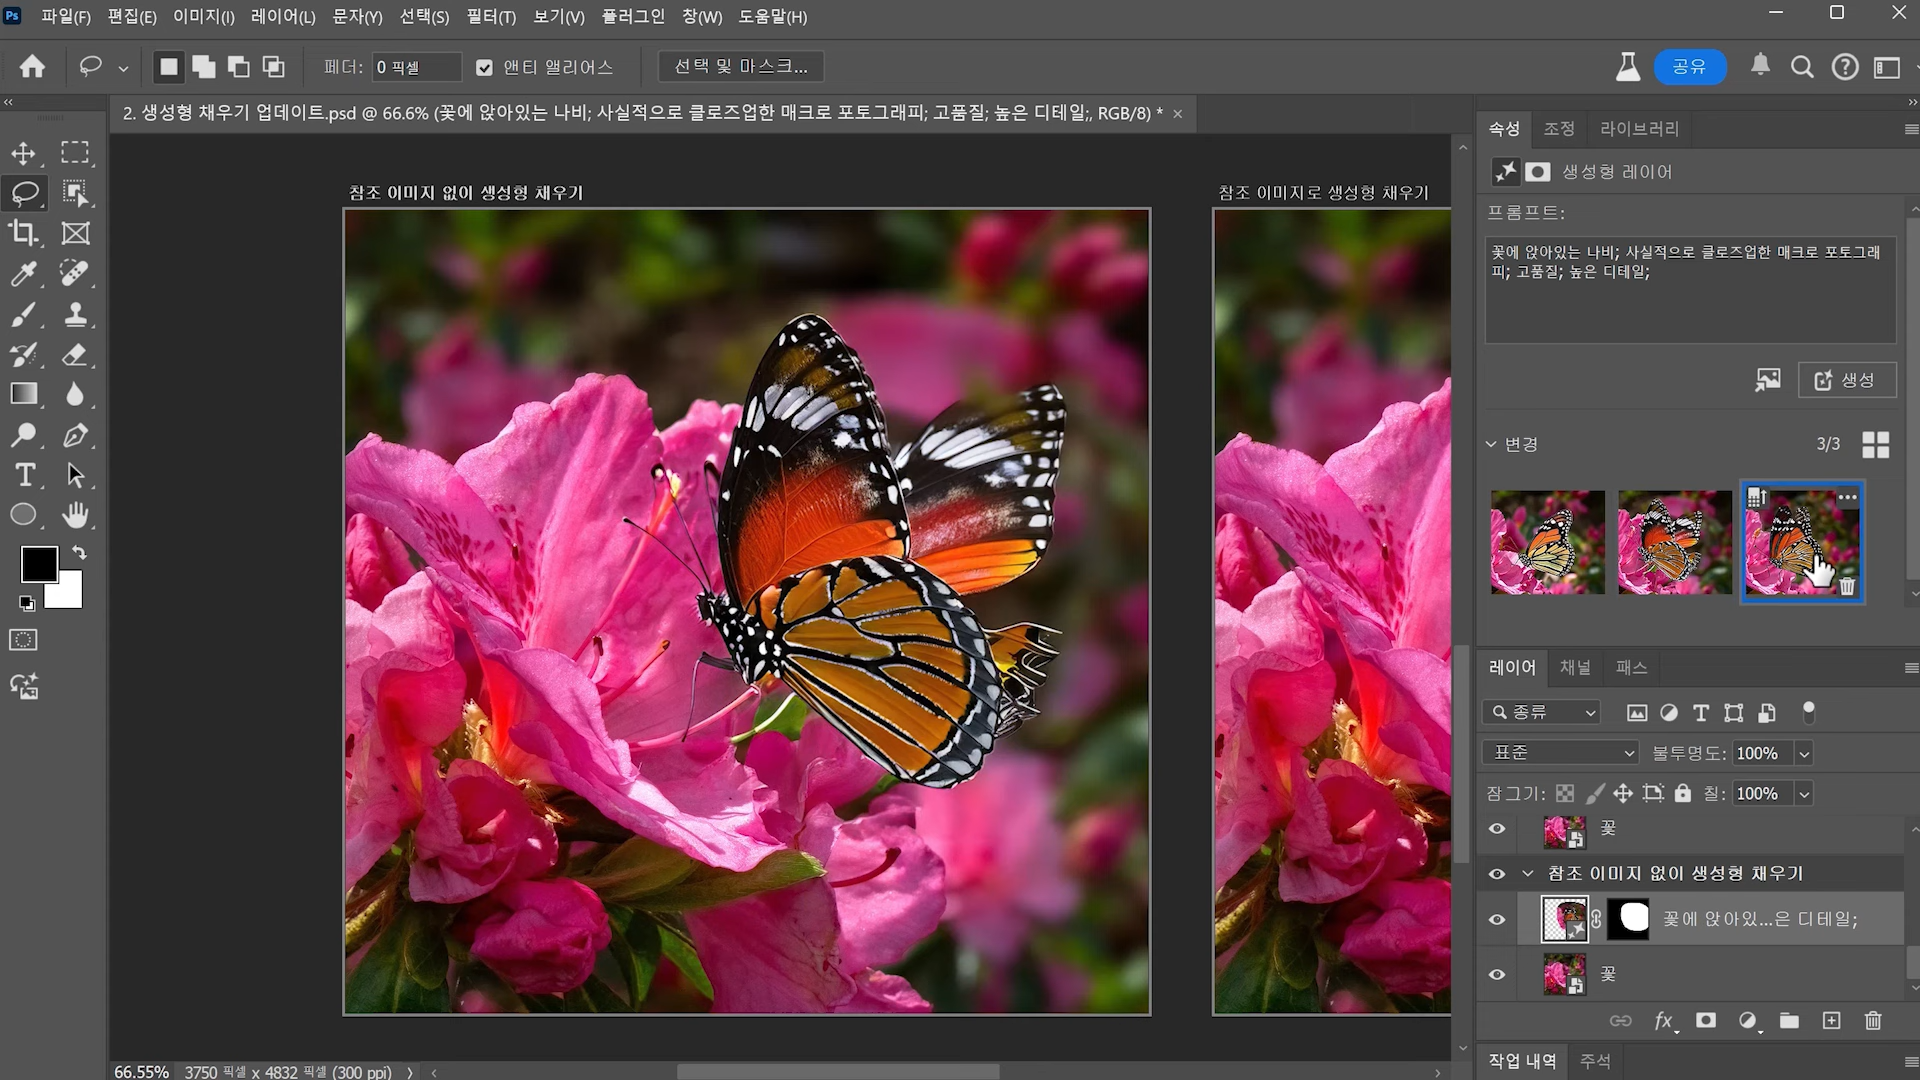 Ps 파일(F) 편집(E) 이미지(I) 레이어(L) 문자(Y) 선택(S) 필터(T) 보기(V) 플러그인 창(W) 도움말(H)
페더: 0 픽셀 앤티 앨리어스 선택 및 마스크... 공유
2. 생성형 채우기 업데이트.psd @ 66.6% (꽃에 앉아있는 나비; 사실적으로 클로즈업한 매크로 포토그래피; 고품질; 높은 디테일;, RGB/8) *
속성 조정 라이브러리
생성형 레이어
참조 이미지 없이 생성형 채우기
참조 이미지로 생성형 채우기
프롬프트:
꽃에 앉아있는 나비; 사실적으로 클로즈업한 매크로 포토그래
피; 고품질; 높은 디테일;
생성
변경 3/3
레이어 채널 패스
종류
표준 불투명도: 100%
잠그기: 칠: 100%
꽃
참조 이미지 없이 생성형 채우기
꽃에 앉아있...은 디테일;
꽃
fx
작업 내역 주석
66.55% 3750 픽셀 x 4832 픽셀 (300 ppi)